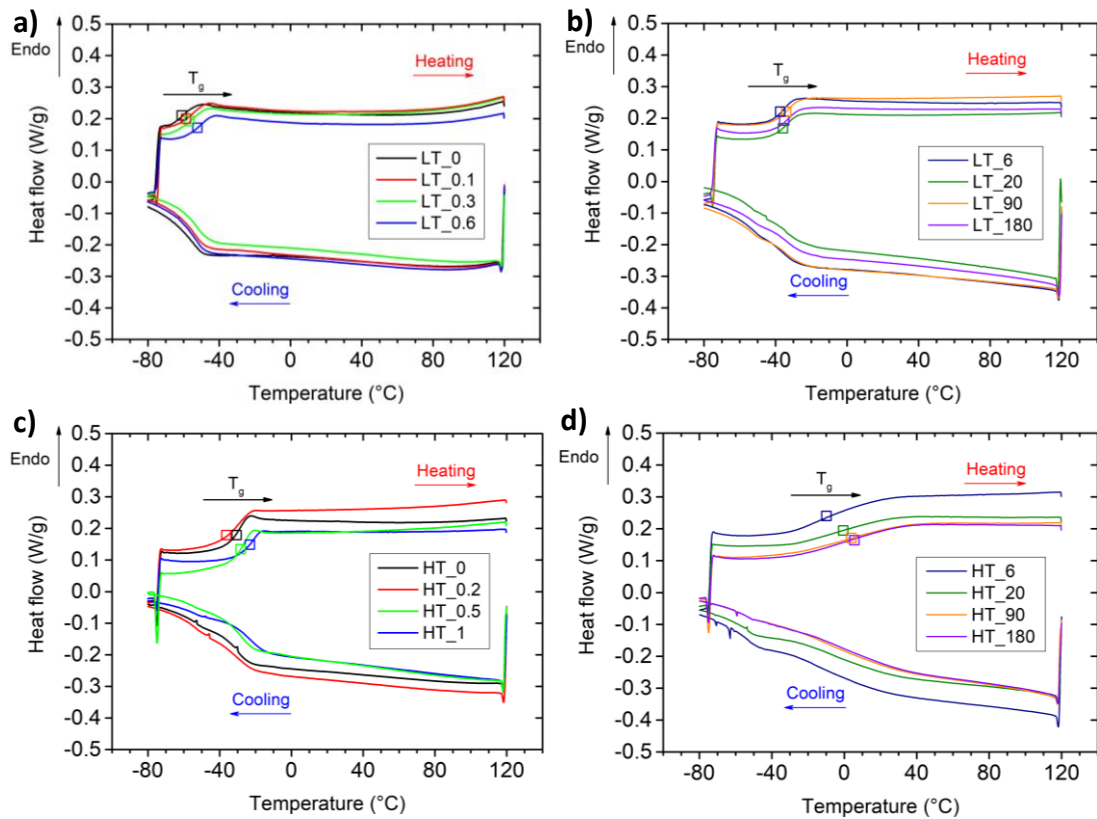 a)
Endo
Heating
Tg
0.5
0.4
0.3
0.2
0.1
0.0
-0.1
-0.2
-0.3
-0.4
-0.5
Heat flow (W/g)
LT_0
LT_0.1
LT_0.3
LT_0.6
Cooling
-80 -40 0 40 80 120
Temperature (°C)
b)
Endo
Heating
Tg
0.5
0.4
0.3
0.2
0.1
0.0
-0.1
-0.2
-0.3
-0.4
-0.5
Heat flow (W/g)
LT_6
LT_20
LT_90
LT_180
Cooling
-80 -40 0 40 80 120
Temperature (°C)
c)
Endo
Heating
Tg
0.5
0.4
0.3
0.2
0.1
0.0
-0.1
-0.2
-0.3
-0.4
-0.5
Heat flow (W/g)
HT_0
HT_0.2
HT_0.5
HT_1
Cooling
-80 -40 0 40 80 120
Temperature (°C)
d)
Endo
Heating
Tg
0.5
0.4
0.3
0.2
0.1
0.0
-0.1
-0.2
-0.3
-0.4
-0.5
Heat flow (W/g)
HT_6
HT_20
HT_90
HT_180
Cooling
-80 -40 0 40 80 120
Temperature (°C)